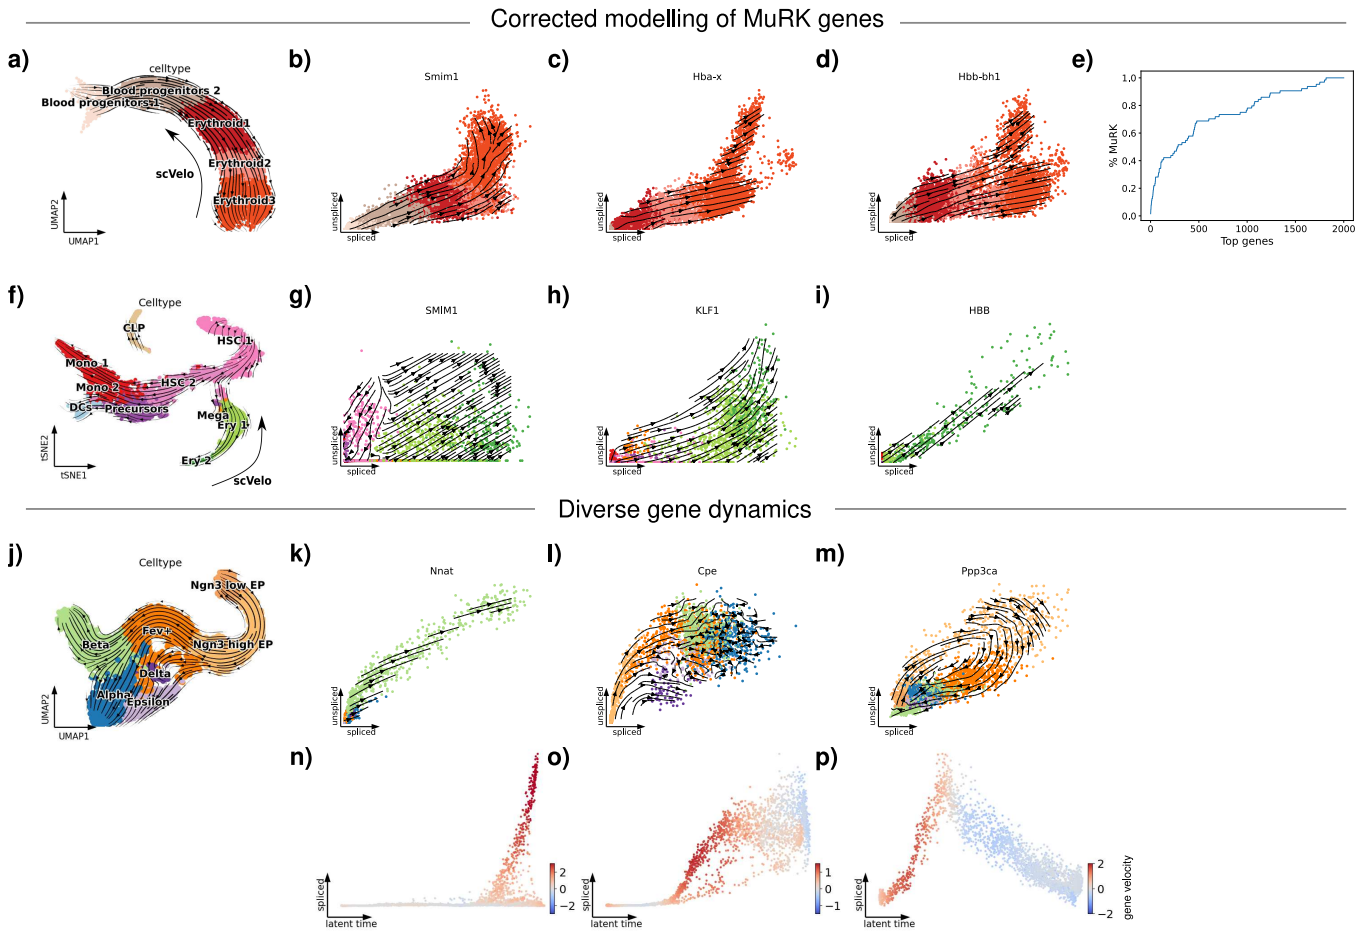 Corrected modelling of MuRK genes
a)
celltype
Blood progenitors 2
Blood progenitors 1
Erythroid1
Erythroid2
Erythroid3
scVelo
UMAP2
UMAP1
b)
Smim1
unspliced
spliced
c)
Hba-x
unspliced
spliced
d)
Hbb-bh1
unspliced
spliced
e)
1,0
0.8
0.6
0.4
0.2
0.0
% MuRK
0
500
1000
1500
2000
Top genes
f)
Celltype
CLP
HSC 1
Mono 1
Mono 2
HSC 2
DCs
Precursors
Mega
Ery 1
Ery 2
scVelo
tSNE2
tSNE1
g)
SMIM1
unspliced
spliced
h)
KLF1
unspliced
spliced
i)
HBB
unspliced
spliced
Diverse gene dynamics
j)
Celltype
Ngn3 low EP
Fev+
Beta
Ngn3 high EP
Delta
Alpha
Epsilon
UMAP2
UMAP1
k)
Nnat
unspliced
spliced
l)
Cpe
unspliced
spliced
m)
Ppp3ca
unspliced
spliced
n)
spliced
latent time
2
0
−2
o)
spliced
latent time
1
0
−1
p)
spliced
latent time
2
0
−2
gene velocity